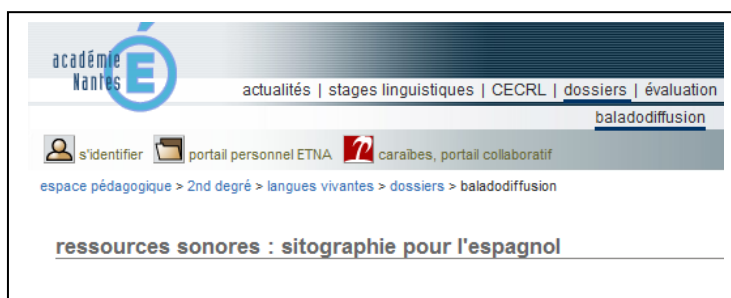 académie
Nantes
É
actualités | stages linguistiques | CECRL | dossiers | évaluation
baladodiffusion
s'identifier portail personnel ETNA caraïbes, portail collaboratif
espace pédagogique > 2nd degré > langues vivantes > dossiers > baladodiffusion
ressources sonores : sitographie pour l'espagnol